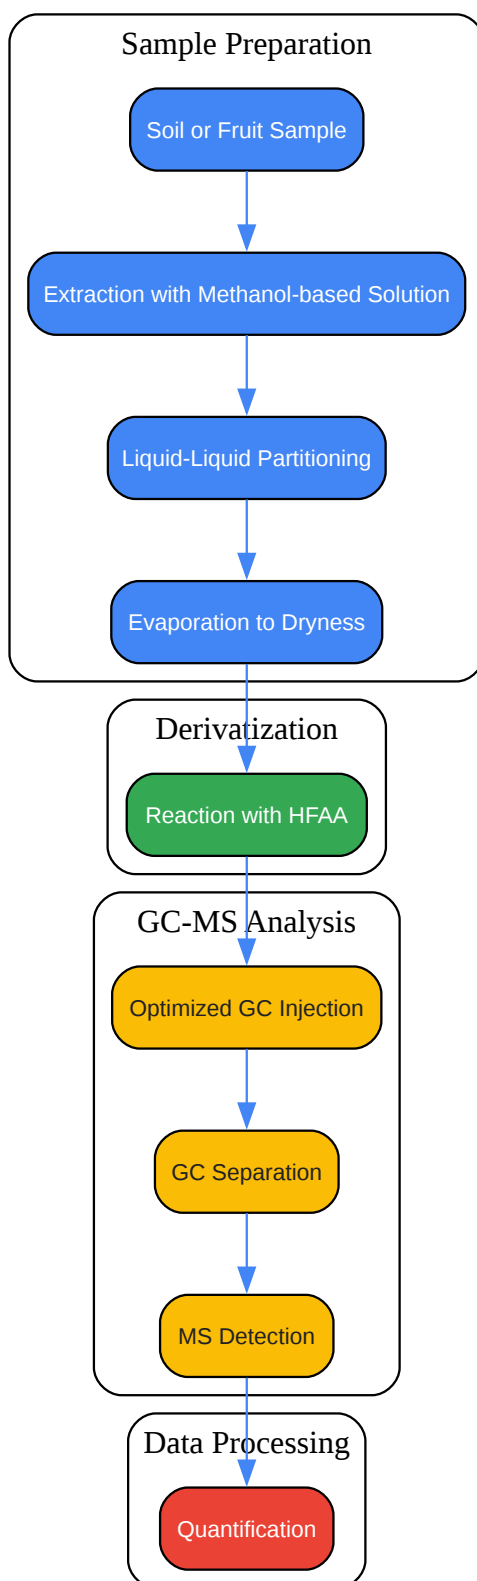 Sample Preparation
Soil or Fruit Sample
Extraction with Methanol-based Solution
Liquid-Liquid Partitioning
Evaporation to Dryness
Derivatization
Reaction with HFAA
GC-MS Analysis
Optimized GC Injection
GC Separation
MS Detection
Data Processing
Quantification